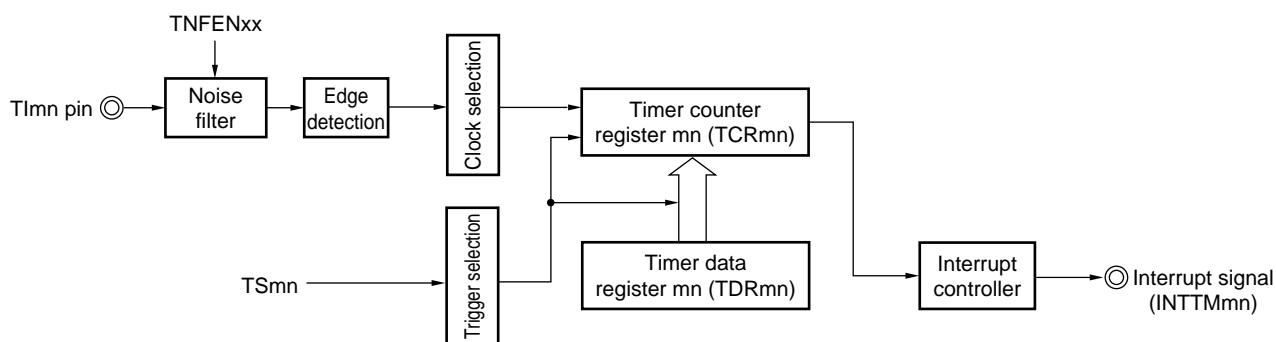 TNFENxx
TImn pin
Noise
filter
Edge
detection
Clock selection
Timer counter
register mn (TCRmn)
TSmn
Trigger selection
Timer data
register mn (TDRmn)
Interrupt
controller
Interrupt signal
(INTTMmn)